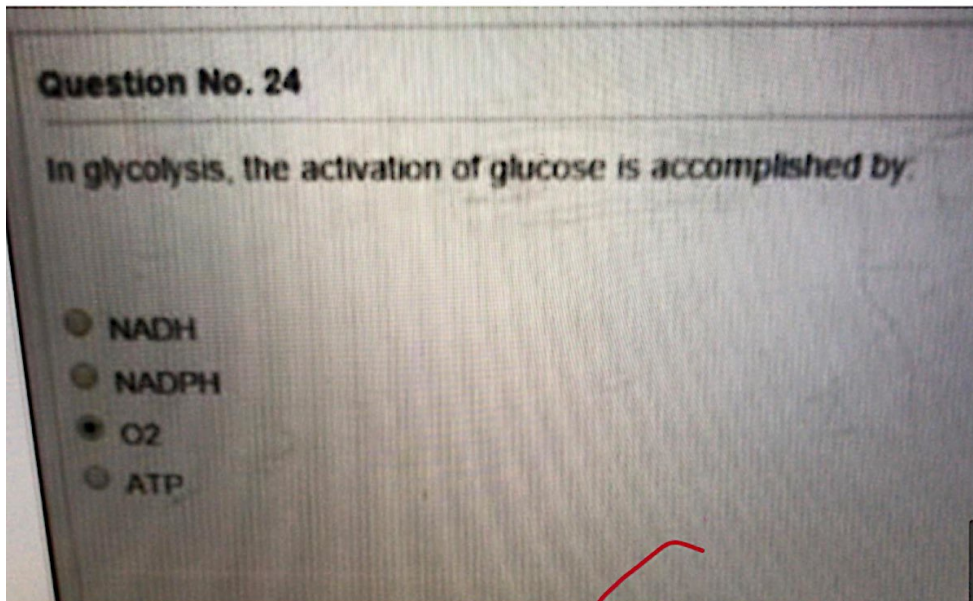 Question No. 24
In glycolysis, the activation of glucose is accomplished by:
NADH
NADPH
O2
ATP